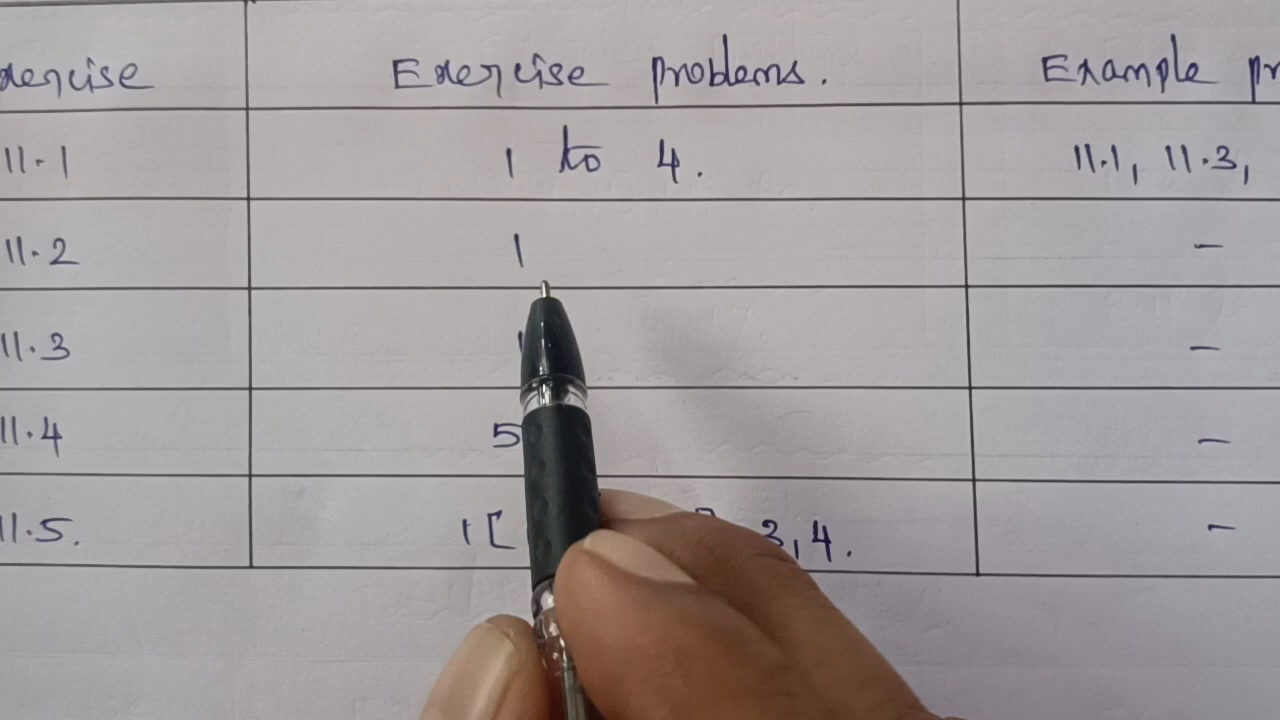 Exercise problems. Example
11.1 1 to 4. 11.1, 11.3,
11.2 1 -
11.3 -
11.4 5 -
11.5. 1 [ 3, 4. -